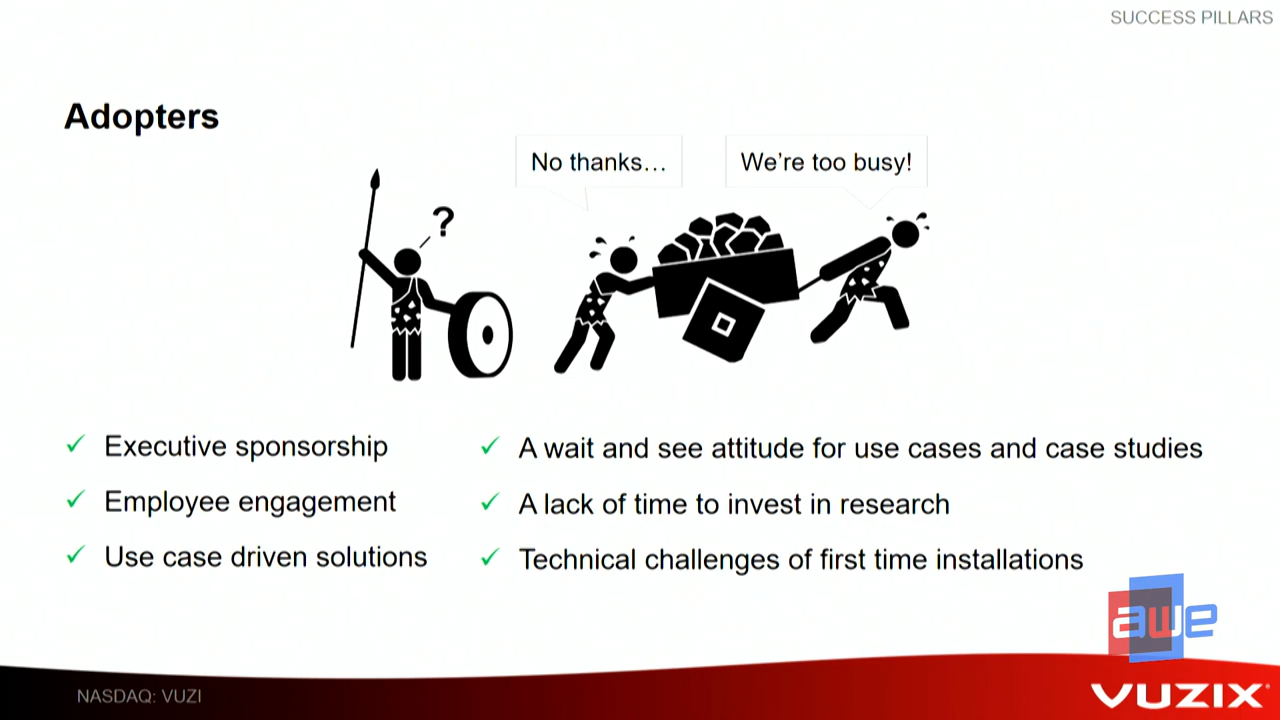 SUCCESS PILLARS
Adopters
No thanks…
We're too busy!
?
Executive sponsorship
Employee engagement
Use case driven solutions
A wait and see attitude for use cases and case studies
A lack of time to invest in research
Technical challenges of first time installations
awe
NASDAQ: VUZI
VUZIX